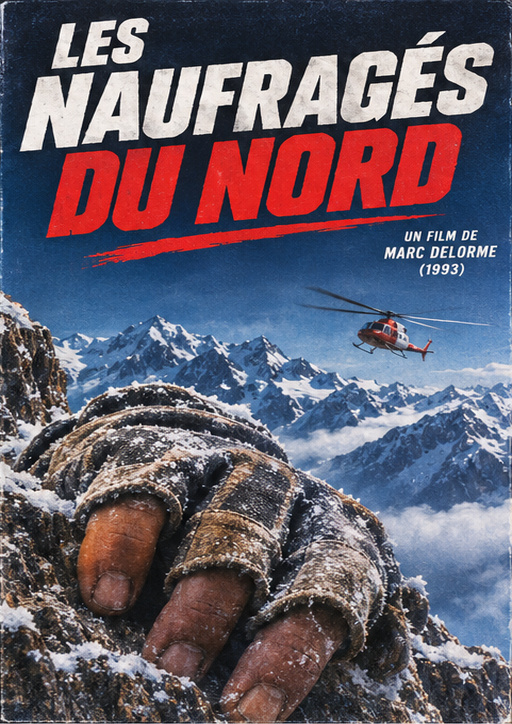 LES
NAUFRAGÉS
DU NORD
UN FILM DE
MARC DELORME
(1993)